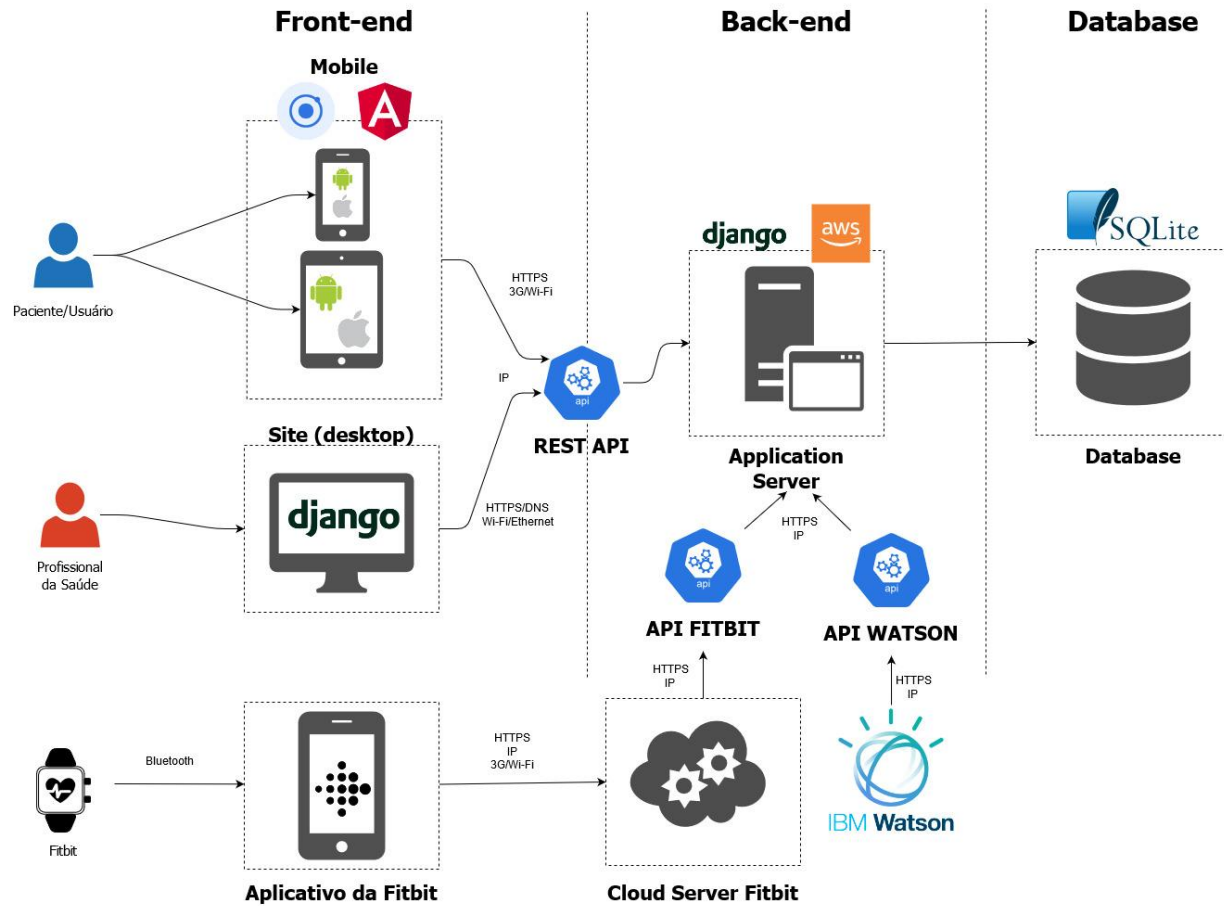 Front-end
Back-end
Database
Mobile
Paciente/Usuário
HTTPS
3G/Wi-Fi
IP
api
REST API
django
aws
SQLite
Application
Server
Database
Site (desktop)
django
Profissional
da Saúde
HTTPS/DNS
Wi-Fi/Ethernet
HTTPS
IP
api
API FITBIT
api
API WATSON
HTTPS
IP
HTTPS
IP
Fitbit
Bluetooth
Aplicativo da Fitbit
HTTPS
IP
3G/Wi-Fi
Cloud Server Fitbit
IBM Watson